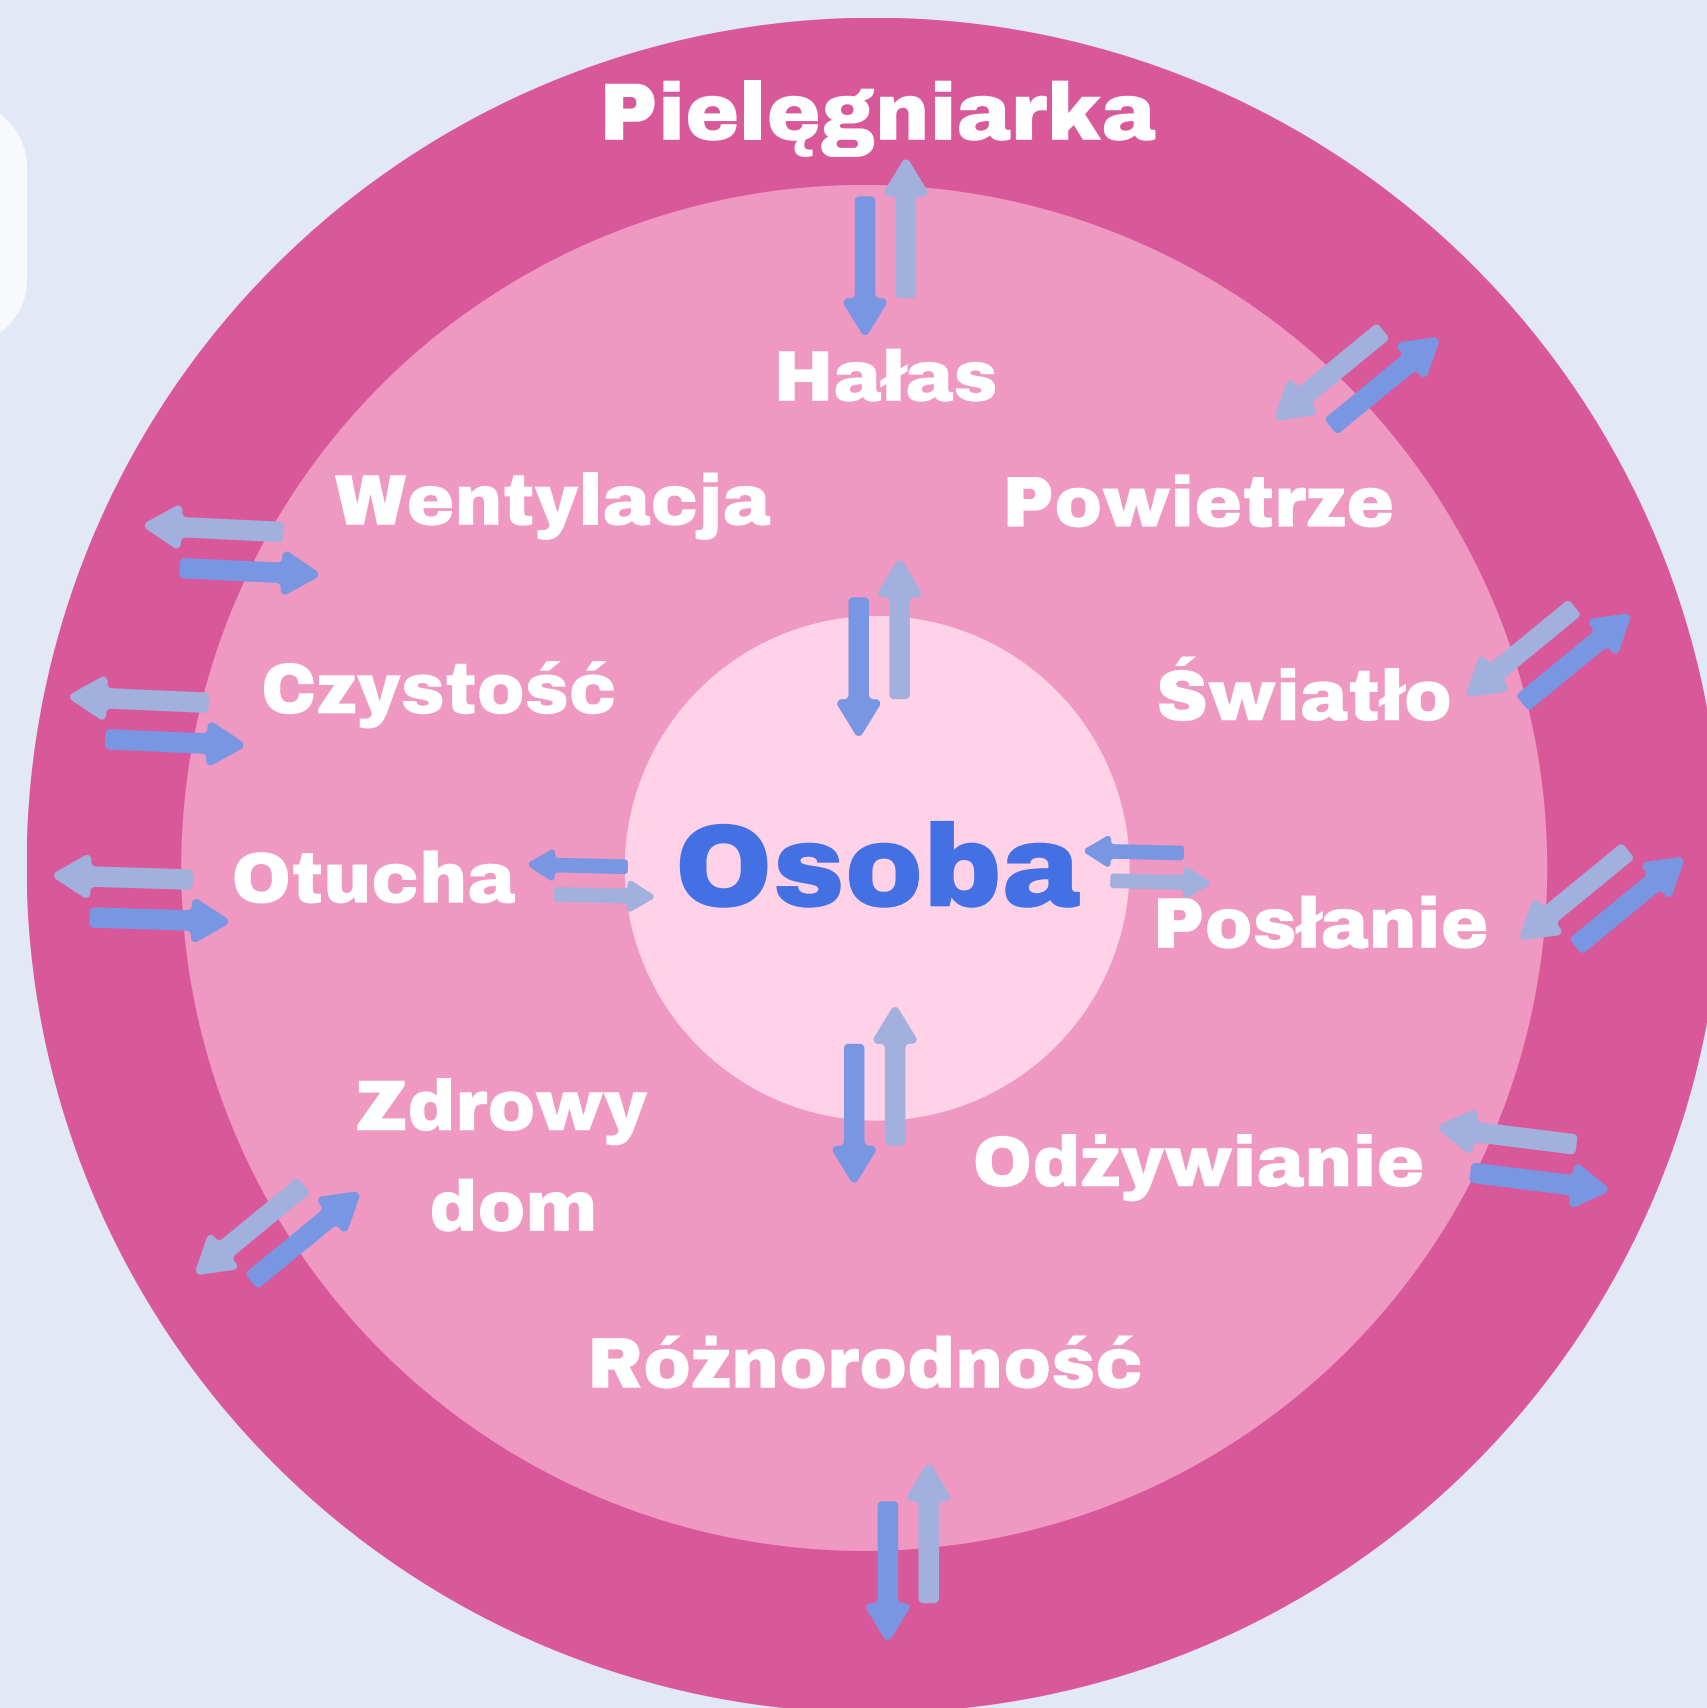 Pielęgniarka
Hałas
Wentylacja
Powietrze
Czystość
Światło
Otucha
Osoba
Posłanie
Zdrowy
dom
Odżywianie
Różnorodność